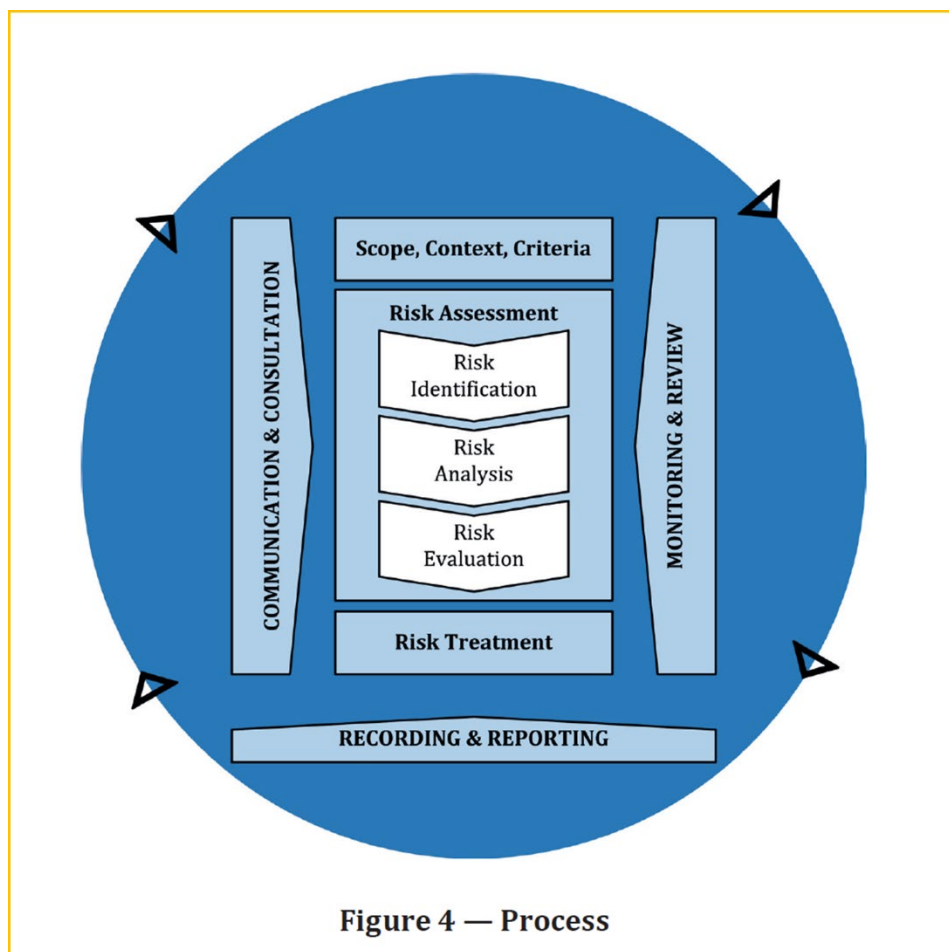 Scope, Context, Criteria
COMMUNICATION & CONSULTATION
Risk Assessment
Risk
Identification
Risk
Analysis
Risk
Evaluation
MONITORING & REVIEW
Risk Treatment
RECORDING & REPORTING
Figure 4 — Process